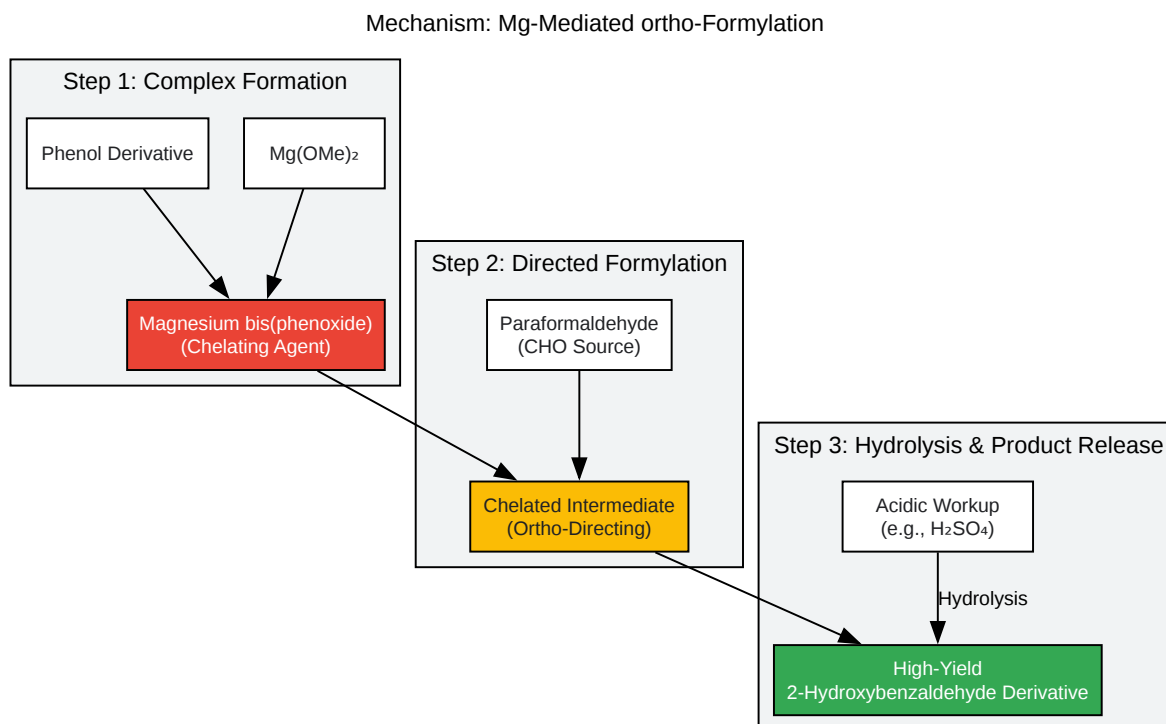 Mechanism: Mg-Mediated ortho-Formylation
Step 1: Complex Formation
Phenol Derivative
Mg(OMe)₂
Magnesium bis(phenoxide)
(Chelating Agent)
Step 2: Directed Formylation
Paraformaldehyde
(CHO Source)
Chelated Intermediate
(Ortho-Directing)
Step 3: Hydrolysis & Product Release
Acidic Workup
(e.g., H₂SO₄)
Hydrolysis
High-Yield
2-Hydroxybenzaldehyde Derivative